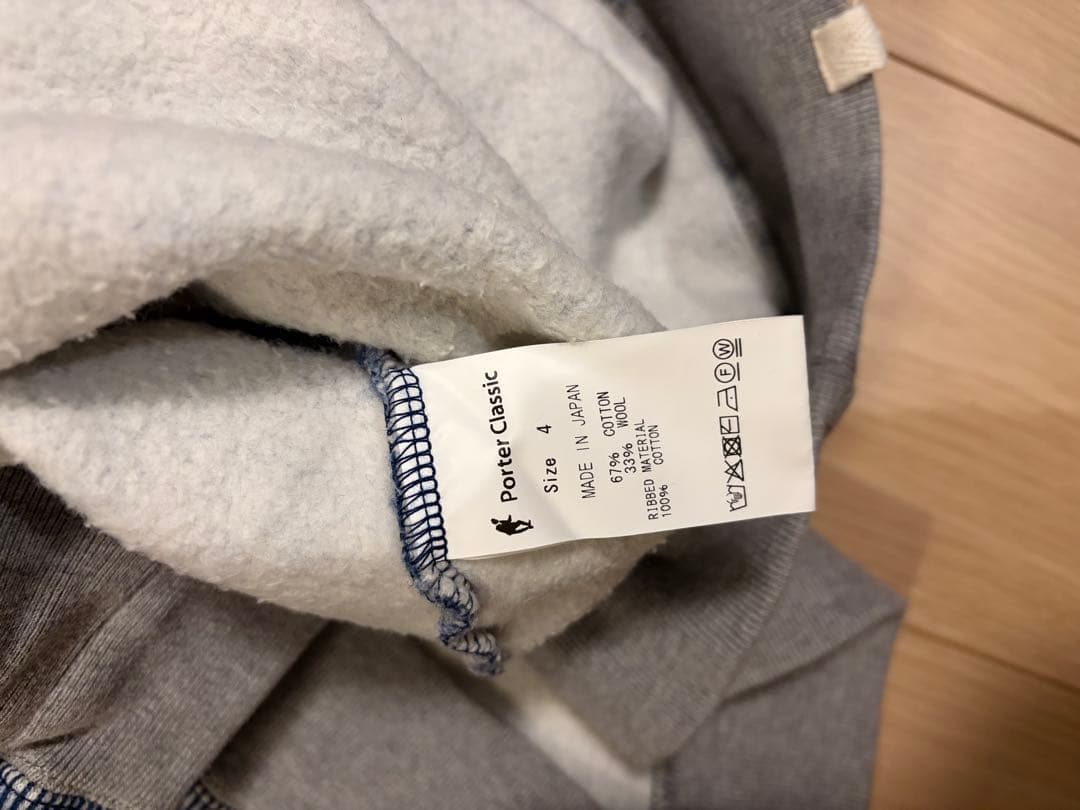 Porter Classic
Size 4
MADE IN JAPAN
67% COTTON
33% WOOL
RIBBED MATERIAL
100% COTTON
F W